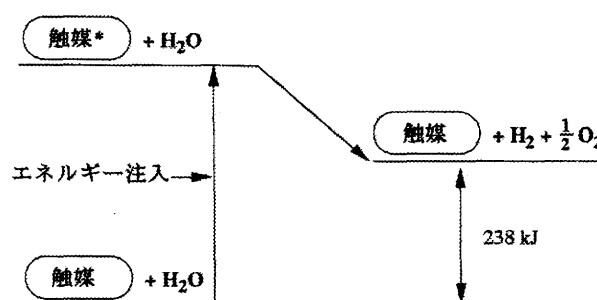 触媒* + H₂O
触媒 + H₂ + 1/2 O₂
エネルギー注入
238 kJ
触媒 + H₂O